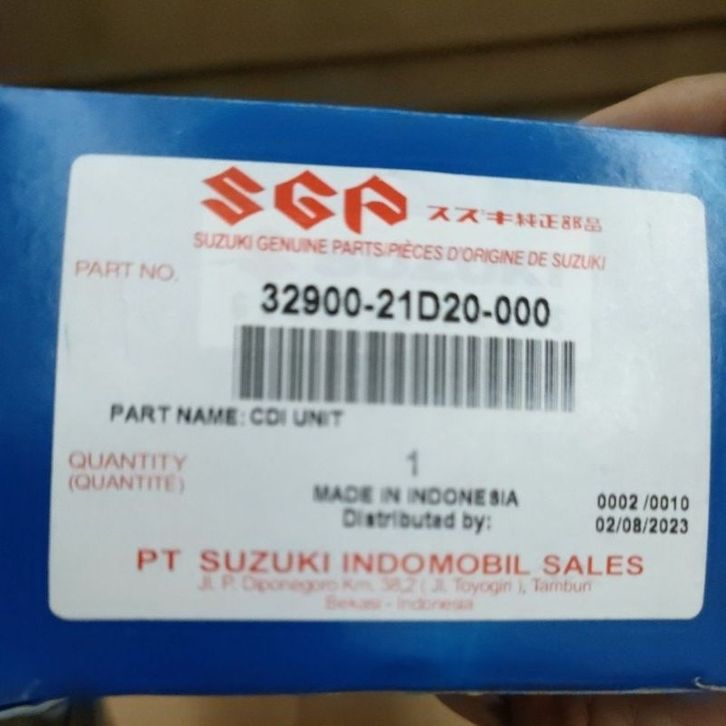 SGP スズキ純正部品
SUZUKI GENUINE PARTS/PIÈCES D'ORIGINE DE SUZUKI
PART NO.
32900-21D20-000
PART NAME: CDI UNIT
QUANTITY 1
(QUANTITÉ)
MADE IN INDONESIA
0002 /0010
Distributed by:
02/08/2023
PT SUZUKI INDOMOBIL SALES
Jl. P. Diponegoro Km. 38,2 ( Jl. Toyogiri ), Tambun
Bekasi - Indonesia